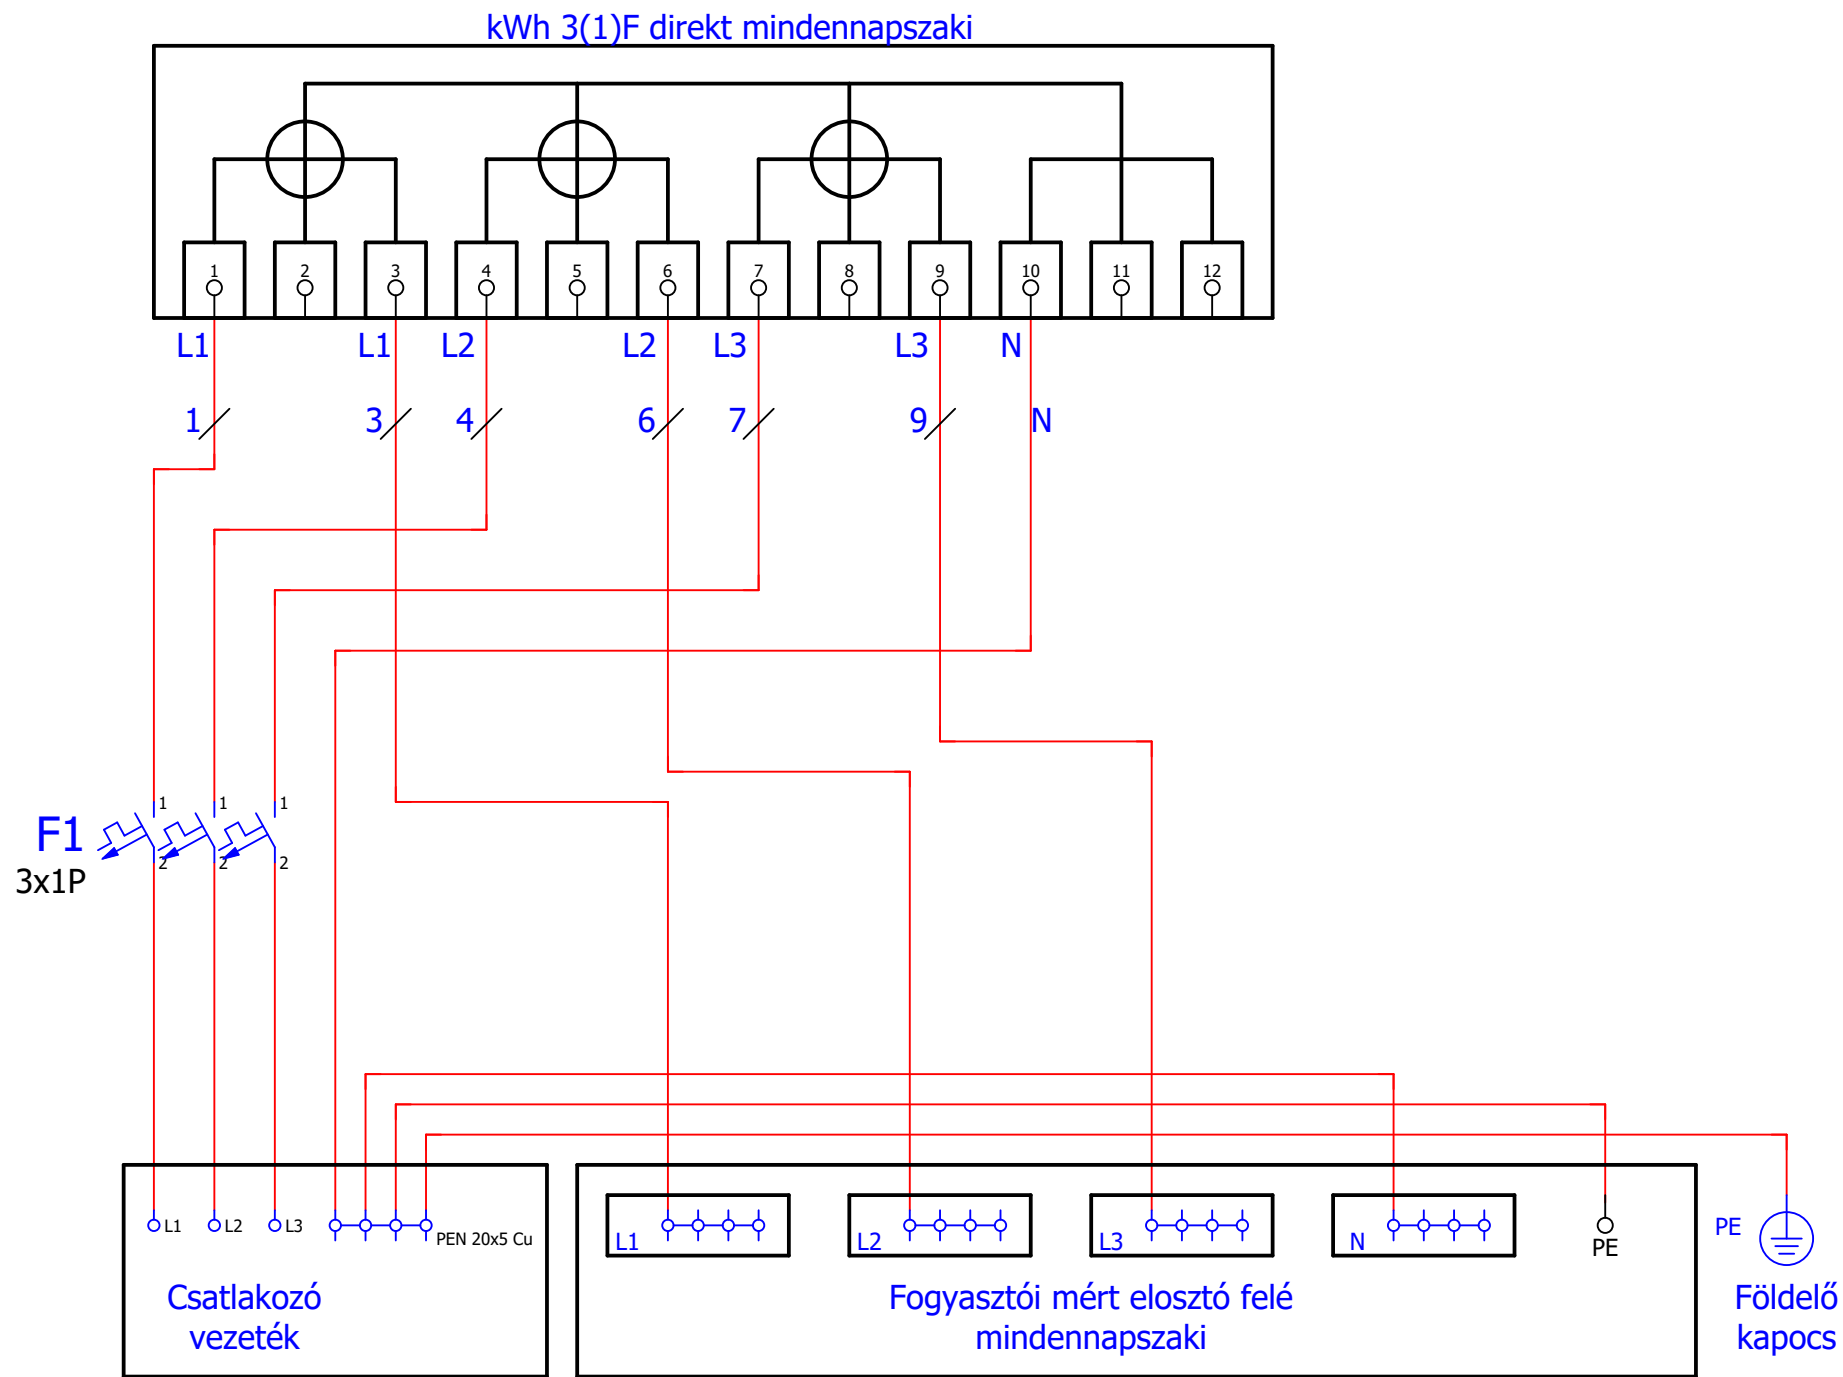 kWh 3(1)F direkt mindennapszaki
1 2 3 4 5 6 7 8 9 10 11 12
L1 L1 L2 L2 L3 L3 N
1 3 4 6 7 9 N
1 1 1
F1
2 2 2
3x1P
L1 L2 L3 PEN 20x5 Cu
L1 L2 L3 N PE PE
Csatlakozó
vezeték
Fogyasztói mért elosztó felé
mindennapszaki
Földelő
kapocs